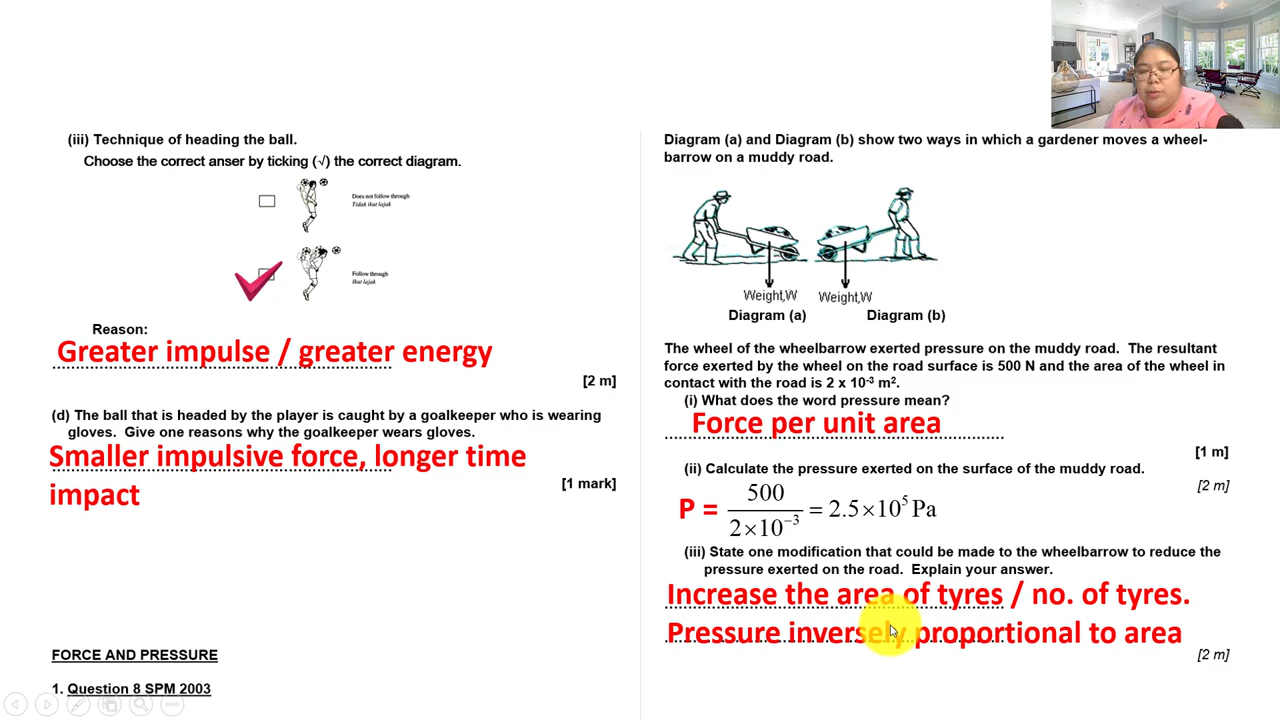 (iii) Technique of heading the ball.
Choose the correct anser by ticking (√) the correct diagram.
Does not follow through
Tidak ikut lajak
Follow through
Ikut lajak
Reason:
Greater impulse / greater energy
[2 m]
(d) The ball that is headed by the player is caught by a goalkeeper who is wearing
gloves. Give one reasons why the goalkeeper wears gloves.
Smaller impulsive force, longer time
impact
[1 mark]
FORCE AND PRESSURE
1. Question 8 SPM 2003
Diagram (a) and Diagram (b) show two ways in which a gardener moves a wheel-
barrow on a muddy road.
Weight,W Weight,W
Diagram (a) Diagram (b)
The wheel of the wheelbarrow exerted pressure on the muddy road. The resultant
force exerted by the wheel on the road surface is 500 N and the area of the wheel in
contact with the road is 2 x 10⁻³ m².
(i) What does the word pressure mean?
Force per unit area
[1 m]
(ii) Calculate the pressure exerted on the surface of the muddy road.
[2 m]
P = 500 / 2×10⁻³ = 2.5×10⁵ Pa
(iii) State one modification that could be made to the wheelbarrow to reduce the
pressure exerted on the road. Explain your answer.
Increase the area of tyres / no. of tyres.
Pressure inversely proportional to area
[2 m]